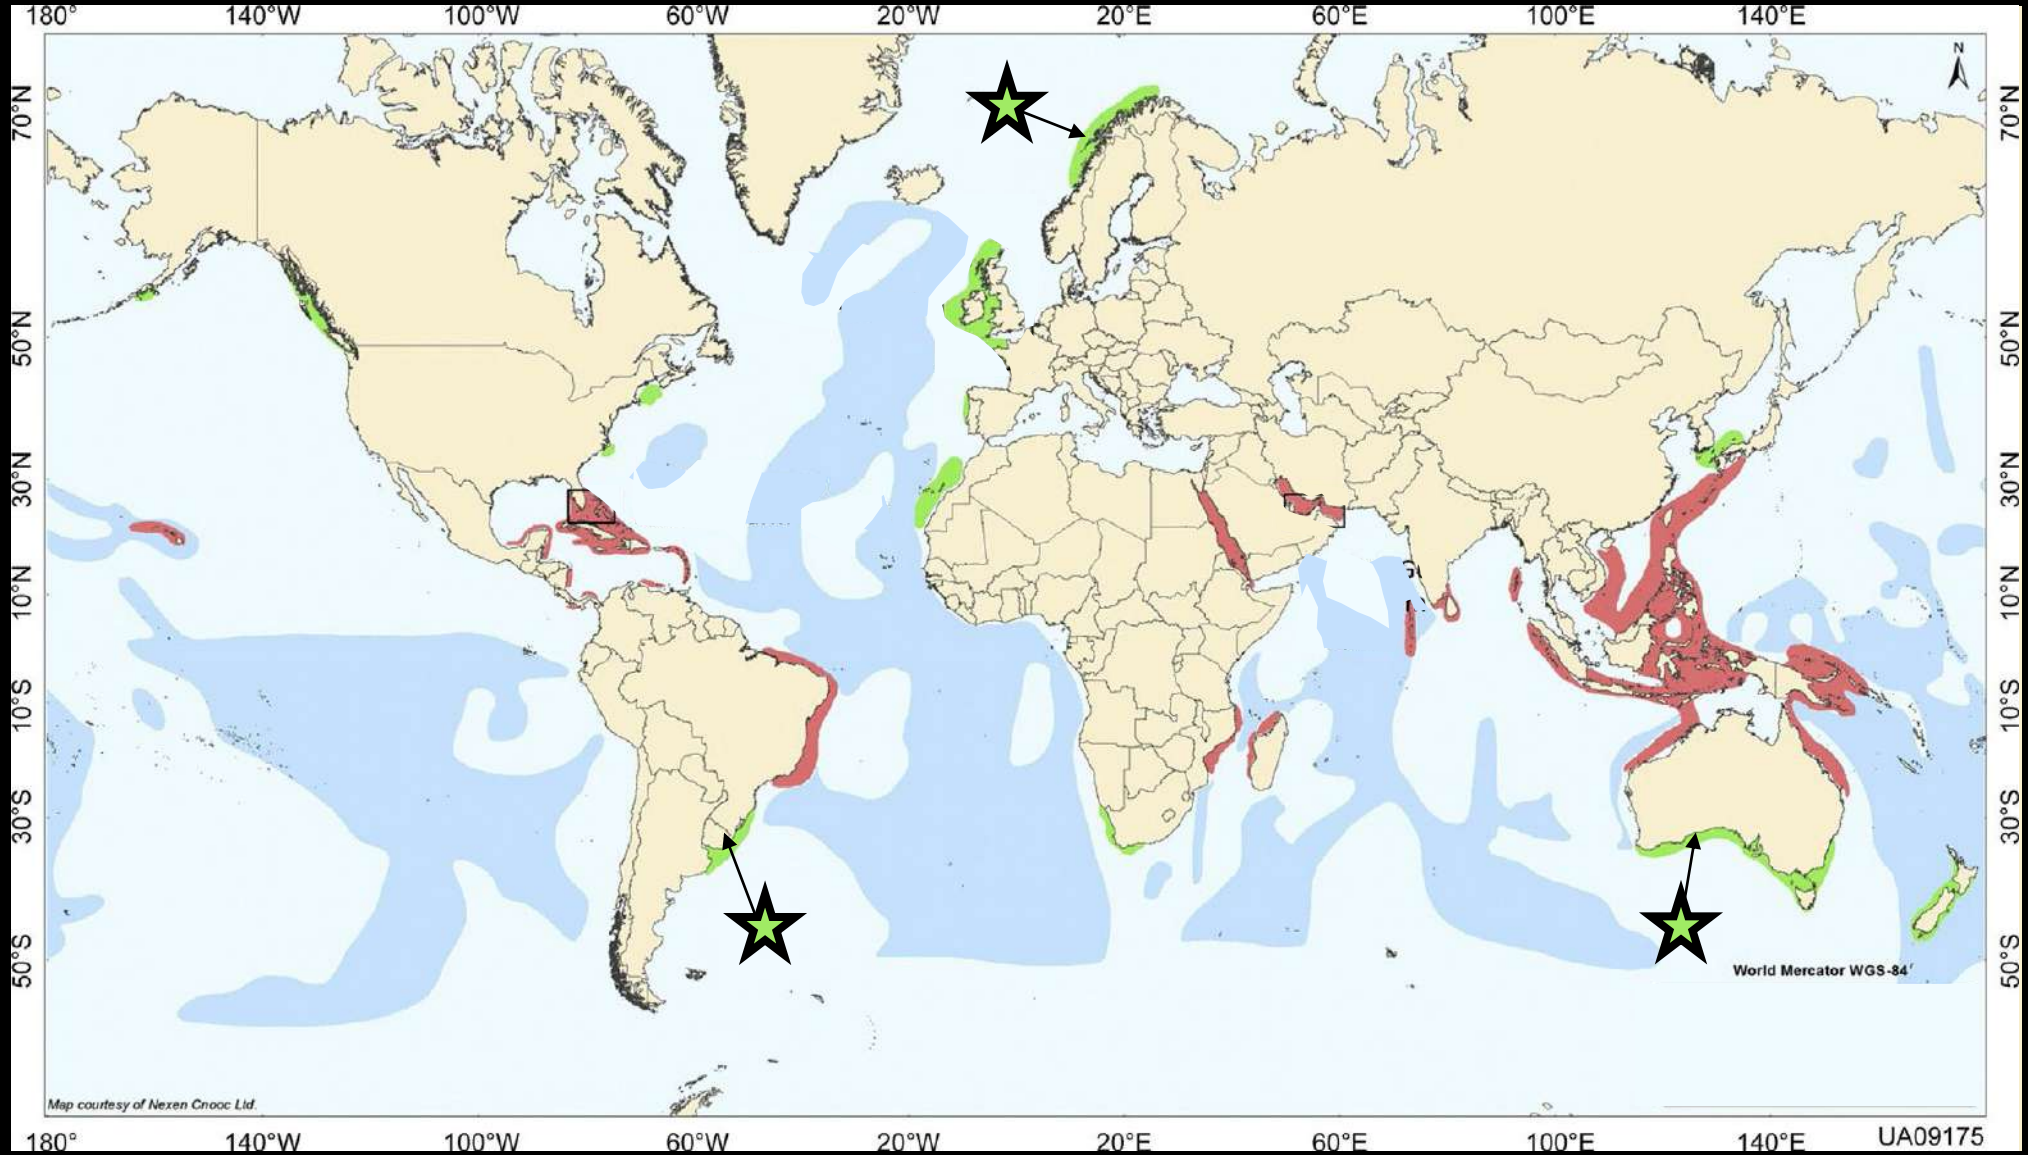 180° 140°W 100°W 60°W 20°W 20°E 60°E 100°E 140°E
N
70°N 70°N
50°N 50°N
30°N 30°N
10°N 10°N
10°S 10°S
30°S 30°S
50°S 50°S
World Mercator WGS-84
Map courtesy of Nexen Cnooc Ltd.
180° 140°W 100°W 60°W 20°W 20°E 60°E 100°E 140°E
UA09175